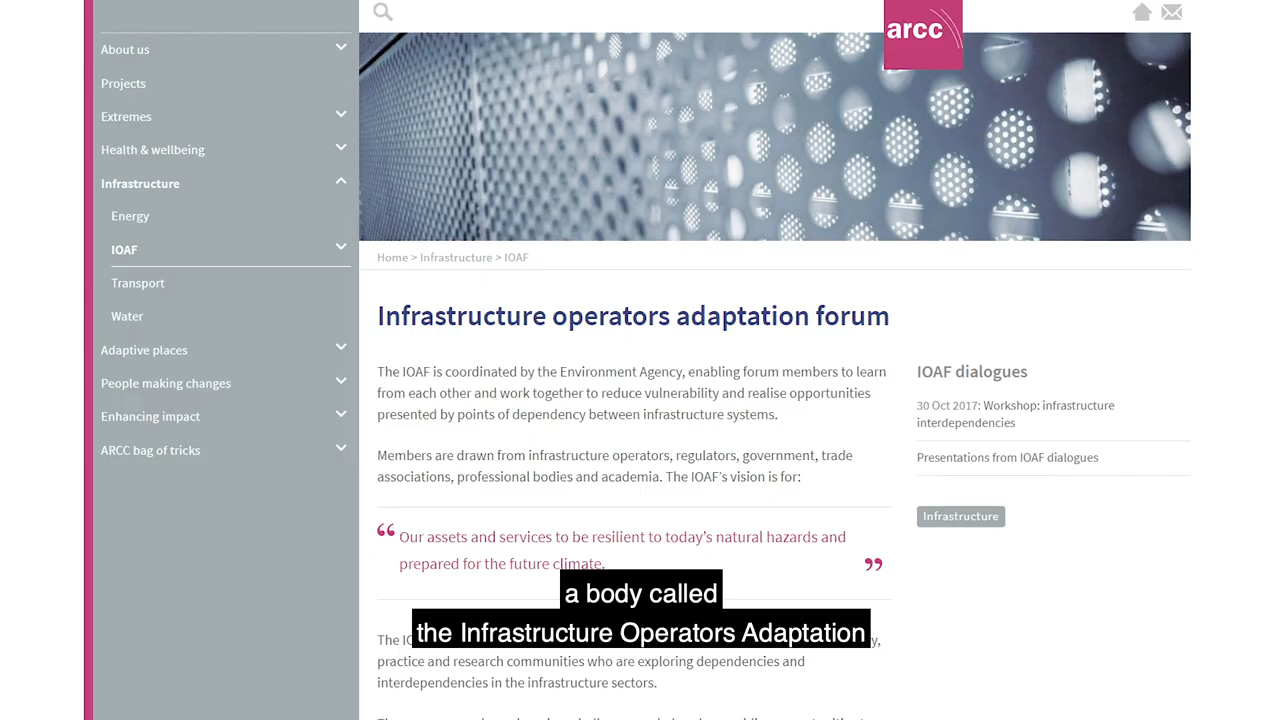 arcc
About us
Projects
Extremes
Health & wellbeing
Infrastructure
Energy
IOAF
Transport
Water
Adaptive places
People making changes
Enhancing impact
ARCC bag of tricks
Home > Infrastructure > IOAF
Infrastructure operators adaptation forum
The IOAF is coordinated by the Environment Agency, enabling forum members to learn
from each other and work together to reduce vulnerability and realise opportunities
presented by points of dependency between infrastructure systems.
Members are drawn from infrastructure operators, regulators, government, trade
associations, professional bodies and academia. The IOAF's vision is for:
“ Our assets and services to be resilient to today's natural hazards and
prepared for the future climate. ”
The
practice and research communities who are exploring dependencies and
interdependencies in the infrastructure sectors.
IOAF dialogues
30 Oct 2017: Workshop: infrastructure
interdependencies
Presentations from IOAF dialogues
Infrastructure
a body called
the Infrastructure Operators Adaptation